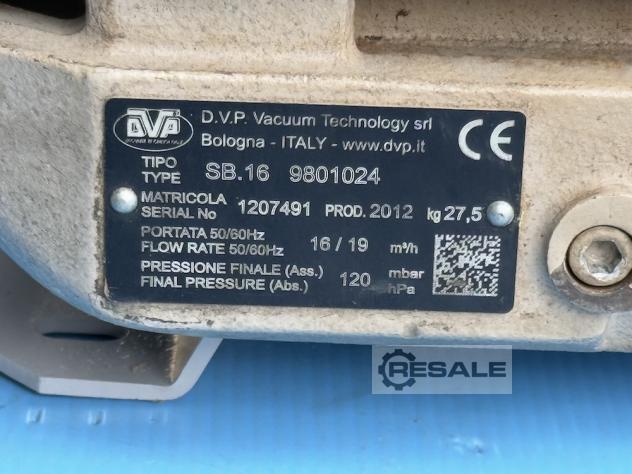 DVP
D.V.P. Vacuum Technology srl
Bologna - ITALY - www.dvp.it
CE
TIPO
TYPE SB.16 9801024
MATRICOLA
SERIAL No 1207491 PROD. 2012 kg 27,5
PORTATA 50/60Hz
FLOW RATE 50/60Hz 16 / 19 m³/h
PRESSIONE FINALE (Ass.)
FINAL PRESSURE (Abs.) 120 mbar
hPa
RESALE